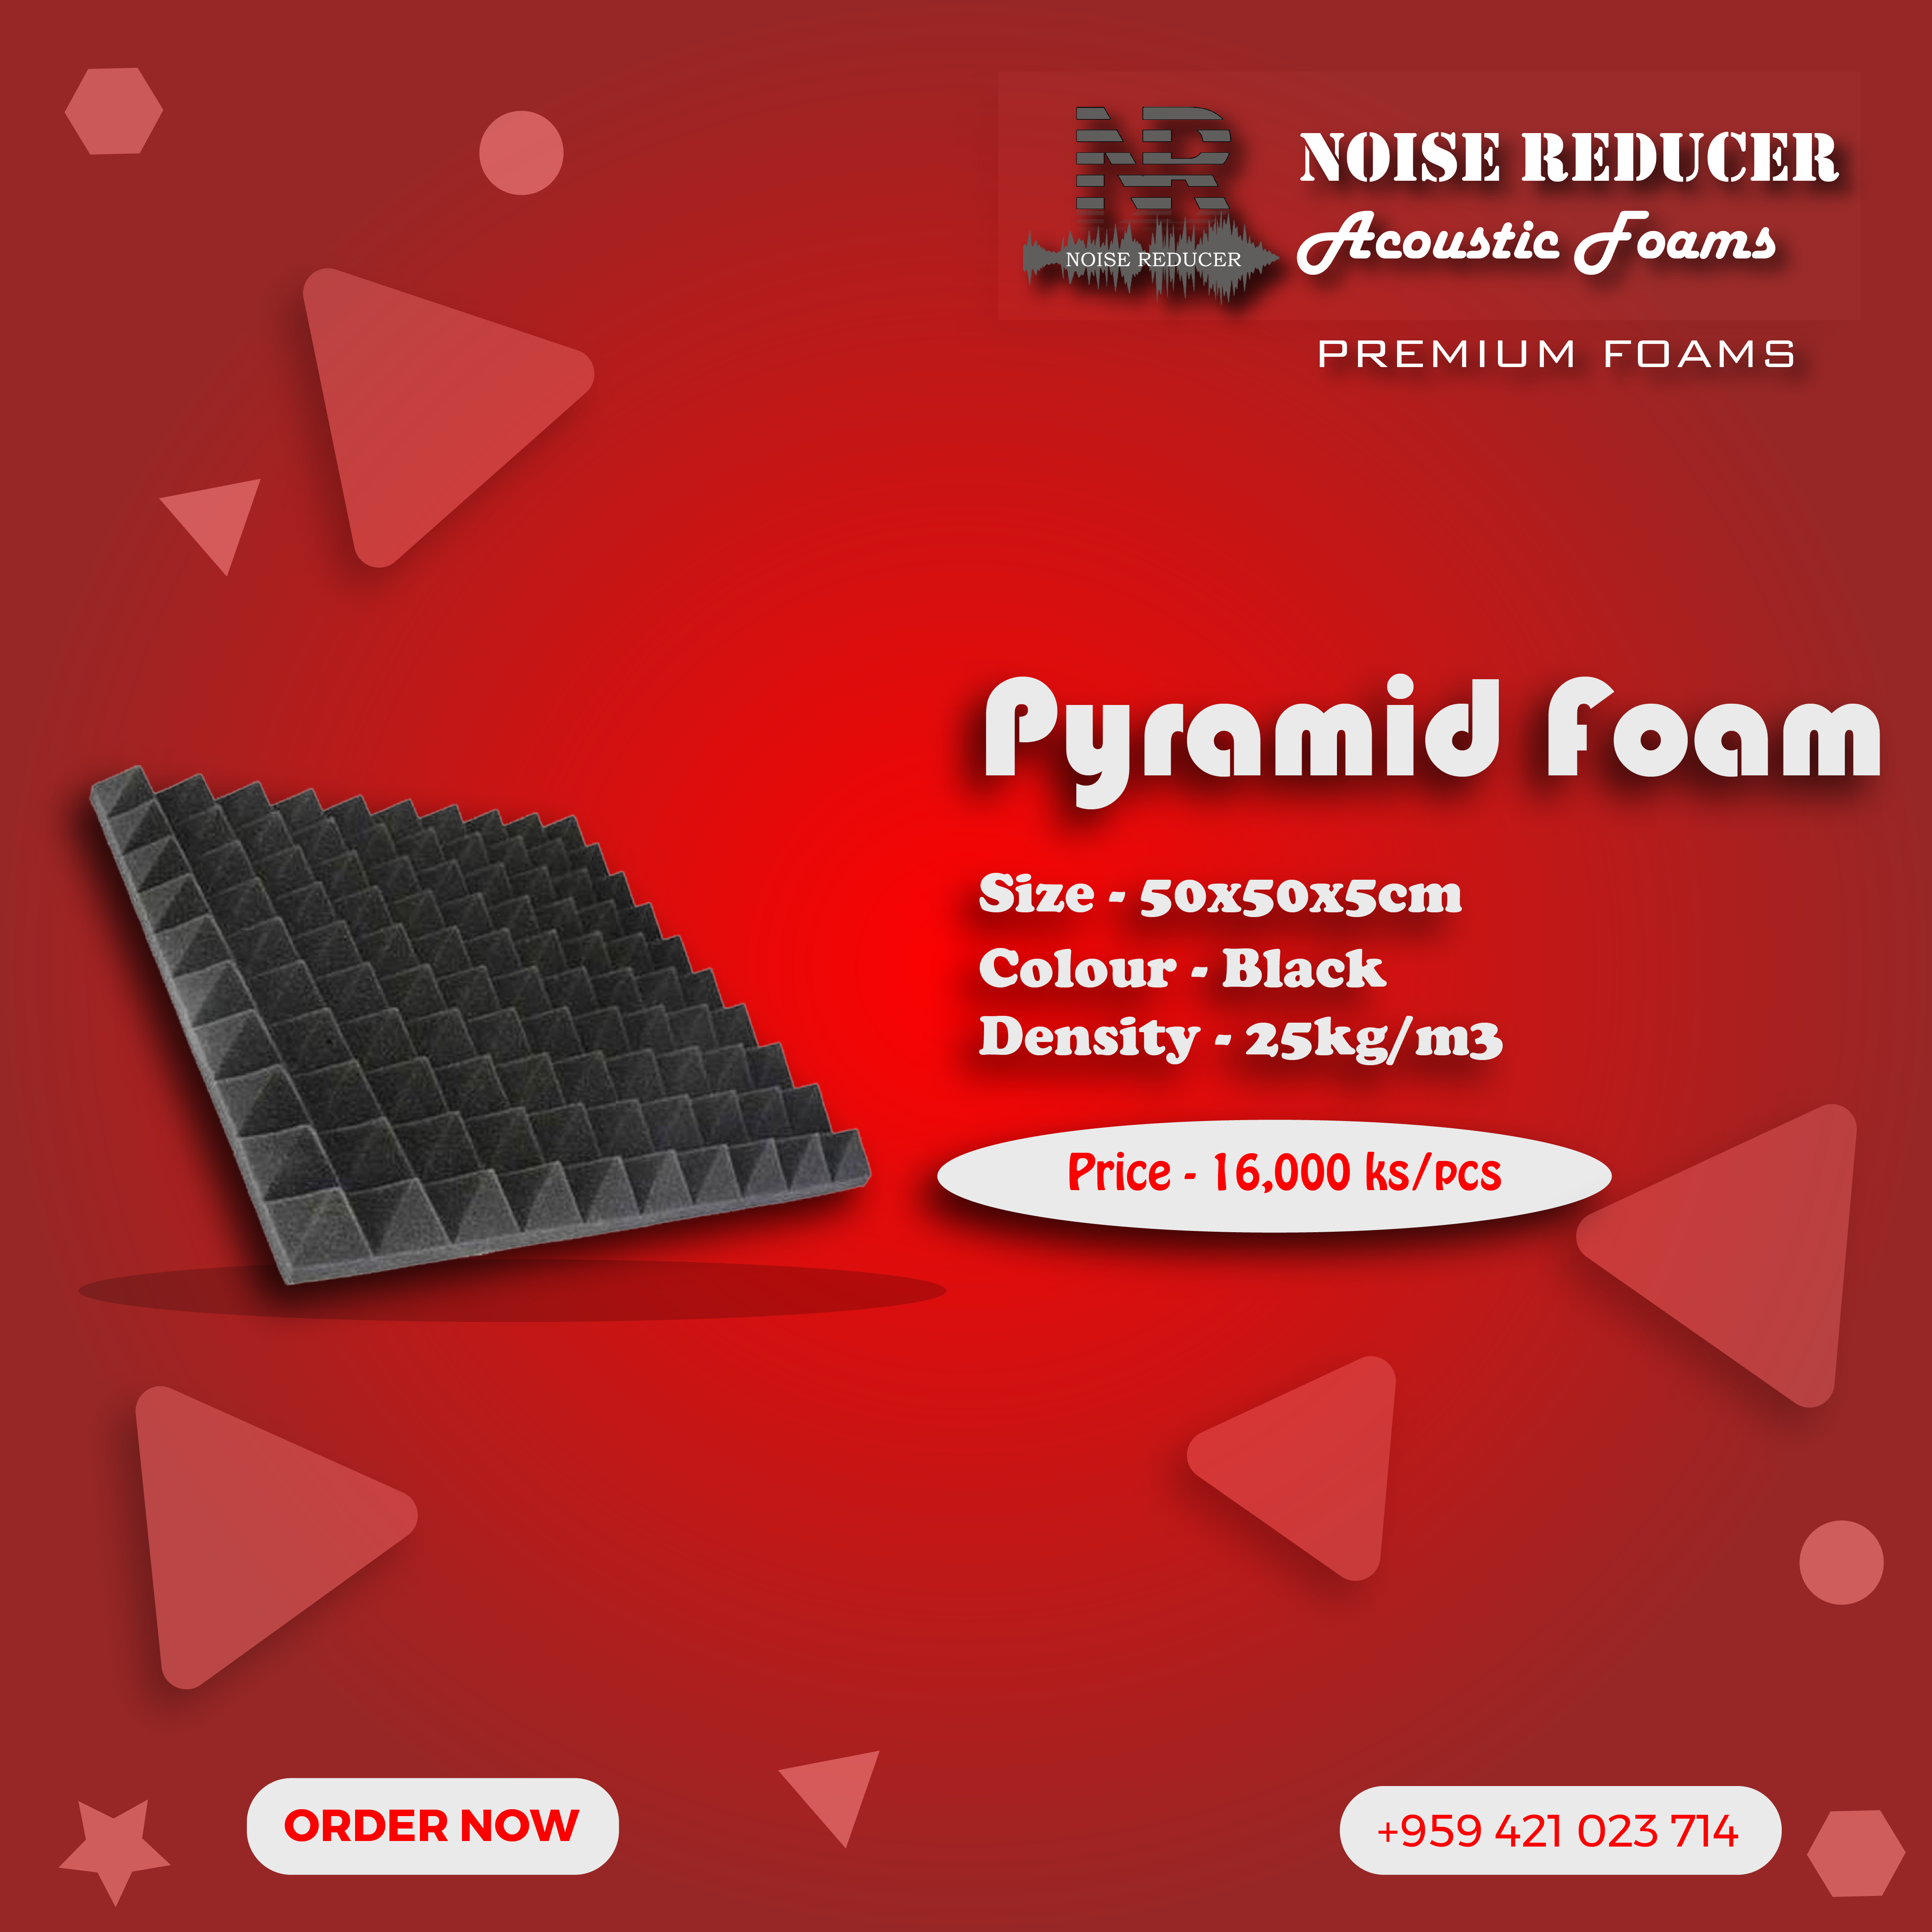 NR
NOISE REDUCER
NOISE REDUCER
Acoustic Foams
PREMIUM FOAMS
Pyramid Foam
Size - 50x50x5cm
Colour - Black
Density - 25kg/m3
Price - 16,000 ks/pcs
ORDER NOW
+959 421 023 714